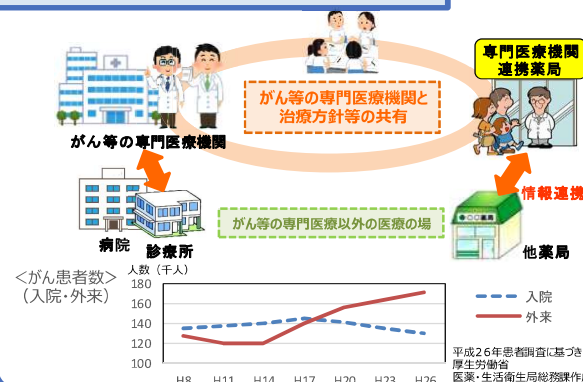 専門医療機関
連携薬局
がん等の専門医療機関と
治療方針等の共有
がん等の専門医療機関
情報連携
がん等の専門医療以外の医療の場
病院
診療所
○○薬局
他薬局
＜がん患者数＞
（入院・外来）
人数（千人）
180
160
140
120
100
H8 H11 H14 H17 H20 H23 H26
入院
外来
平成２６年患者調査に基づき
厚生労働省
医薬・生活衛生局総務課作